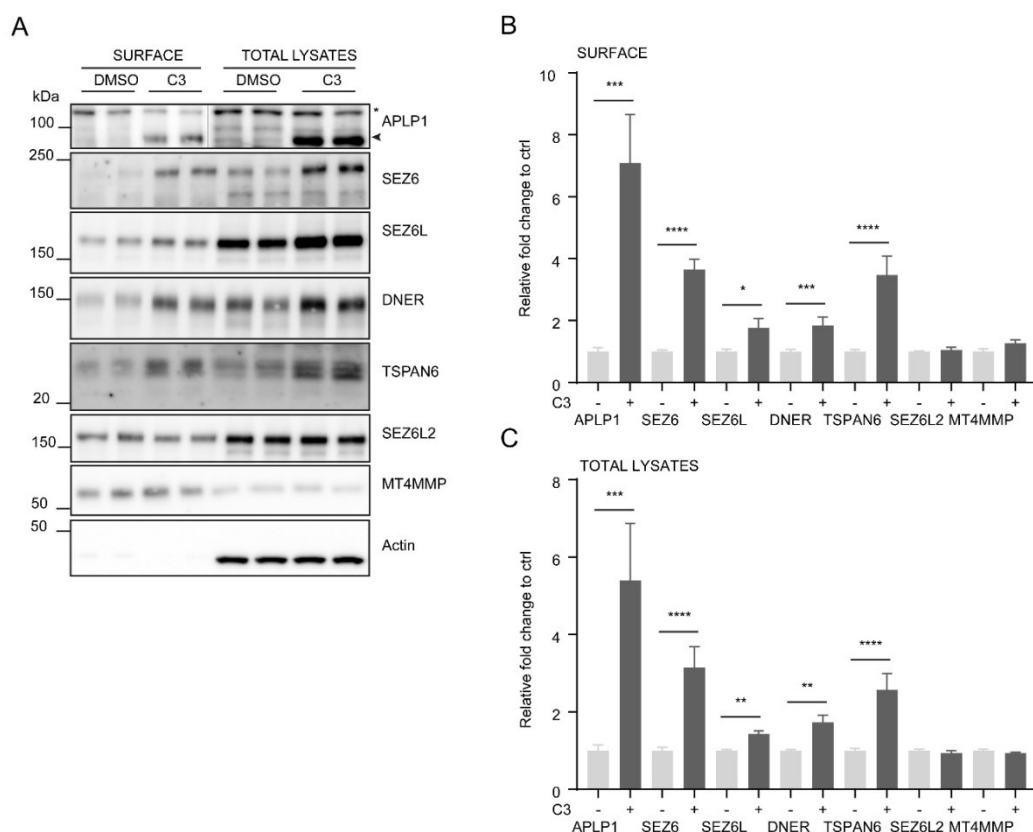 A
SURFACE TOTAL LYSATES
DMSO C3 DMSO C3
kDa
* APLP1
100
250
SEZ6
SEZ6L
150
150
DNER
TSPAN6
20
SEZ6L2
150
MT4MMP
50
50
Actin
B
SURFACE
Relative fold change to ctrl
10
8
6
4
2
0
*** **** * *** ****
C3 - + - + - + - + - + - + - +
APLP1 SEZ6 SEZ6L DNER TSPAN6 SEZ6L2 MT4MMP
C
TOTAL LYSATES
Relative fold change to ctrl
8
6
4
2
0
*** **** ** ** ****
C3 - + - + - + - + - + - + - +
APLP1 SEZ6 SEZ6L DNER TSPAN6 SEZ6L2 MT4MMP